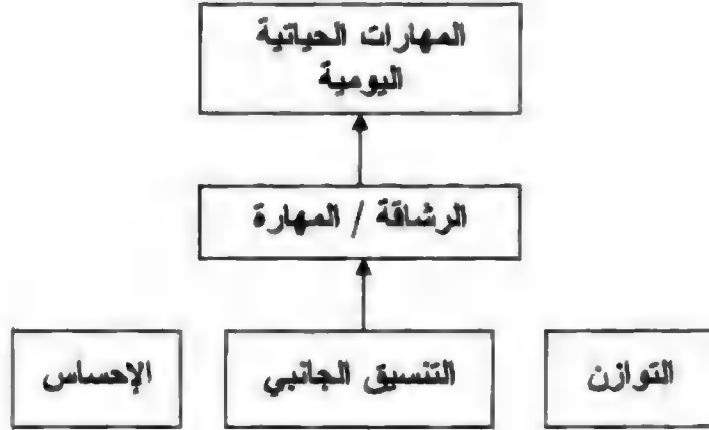 المهارات الحياتية
اليومية
الرشاقة / المهارة
التوازن
التنسيق الجانبي
الإحساس